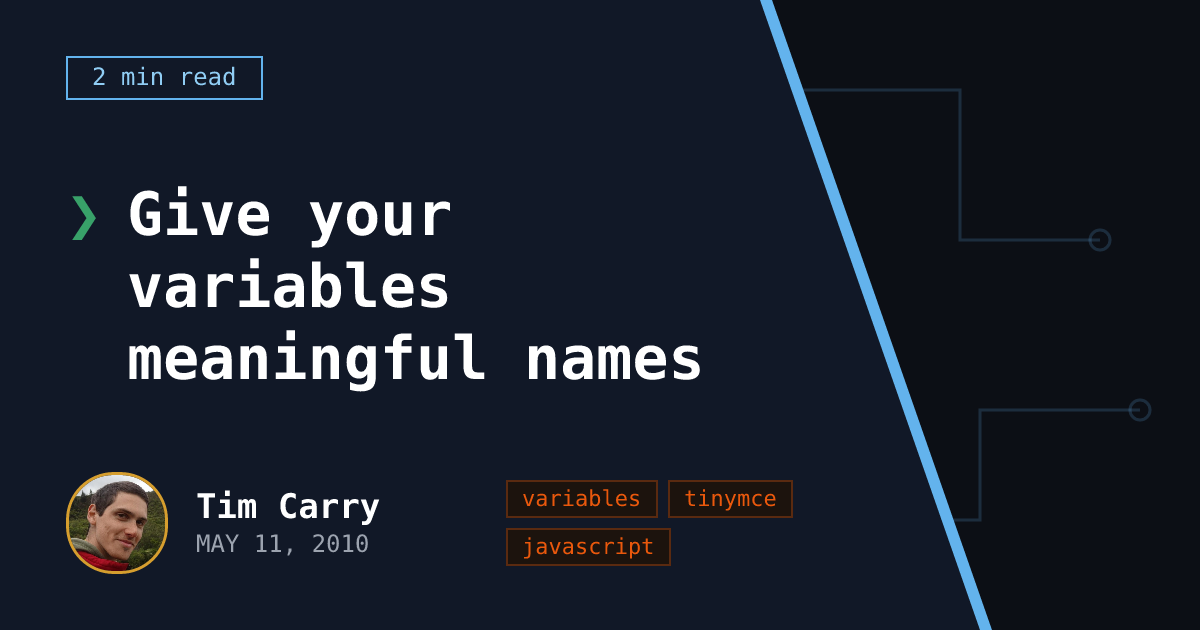 2 min read
❯ Give your
variables
meaningful names
Tim Carry
MAY 11, 2010
variables tinymce
javascript